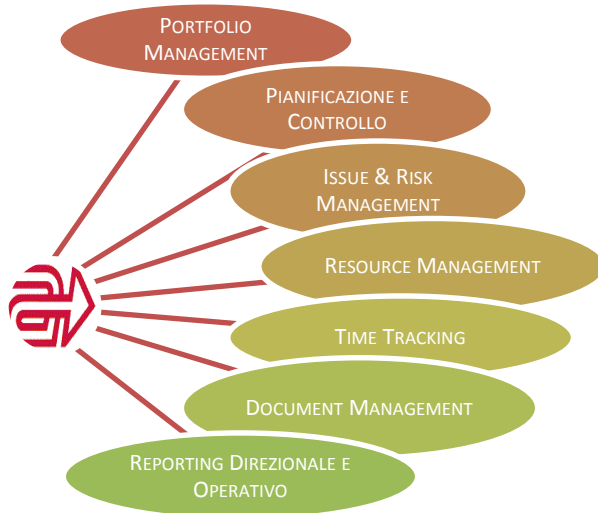 Portfolio
Management
Pianificazione e
Controllo
Issue & Risk
Management
Resource Management
Time Tracking
Document Management
Reporting Direzionale e
Operativo